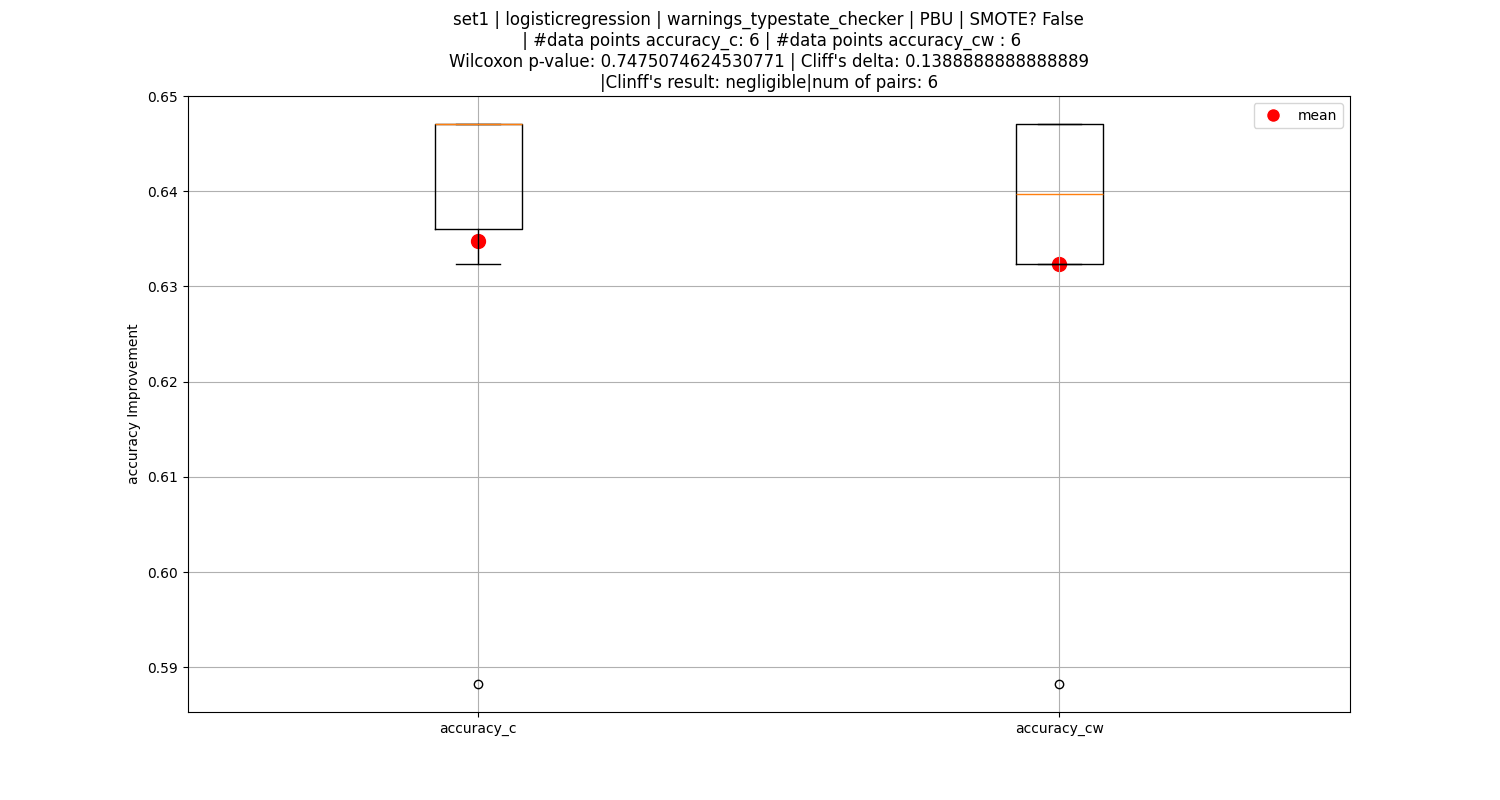 set1 | logisticregression | warnings_typestate_checker | PBU | SMOTE? False
| #data points accuracy_c: 6 | #data points accuracy_cw : 6
Wilcoxon p-value: 0.7475074624530771 | Cliff's delta: 0.1388888888888889
|Clinff's result: negligible|num of pairs: 6
0.65
mean
0.64
0.63
0.62
accuracy Improvement
0.61
0.60
0.59
accuracy_c
accuracy_cw